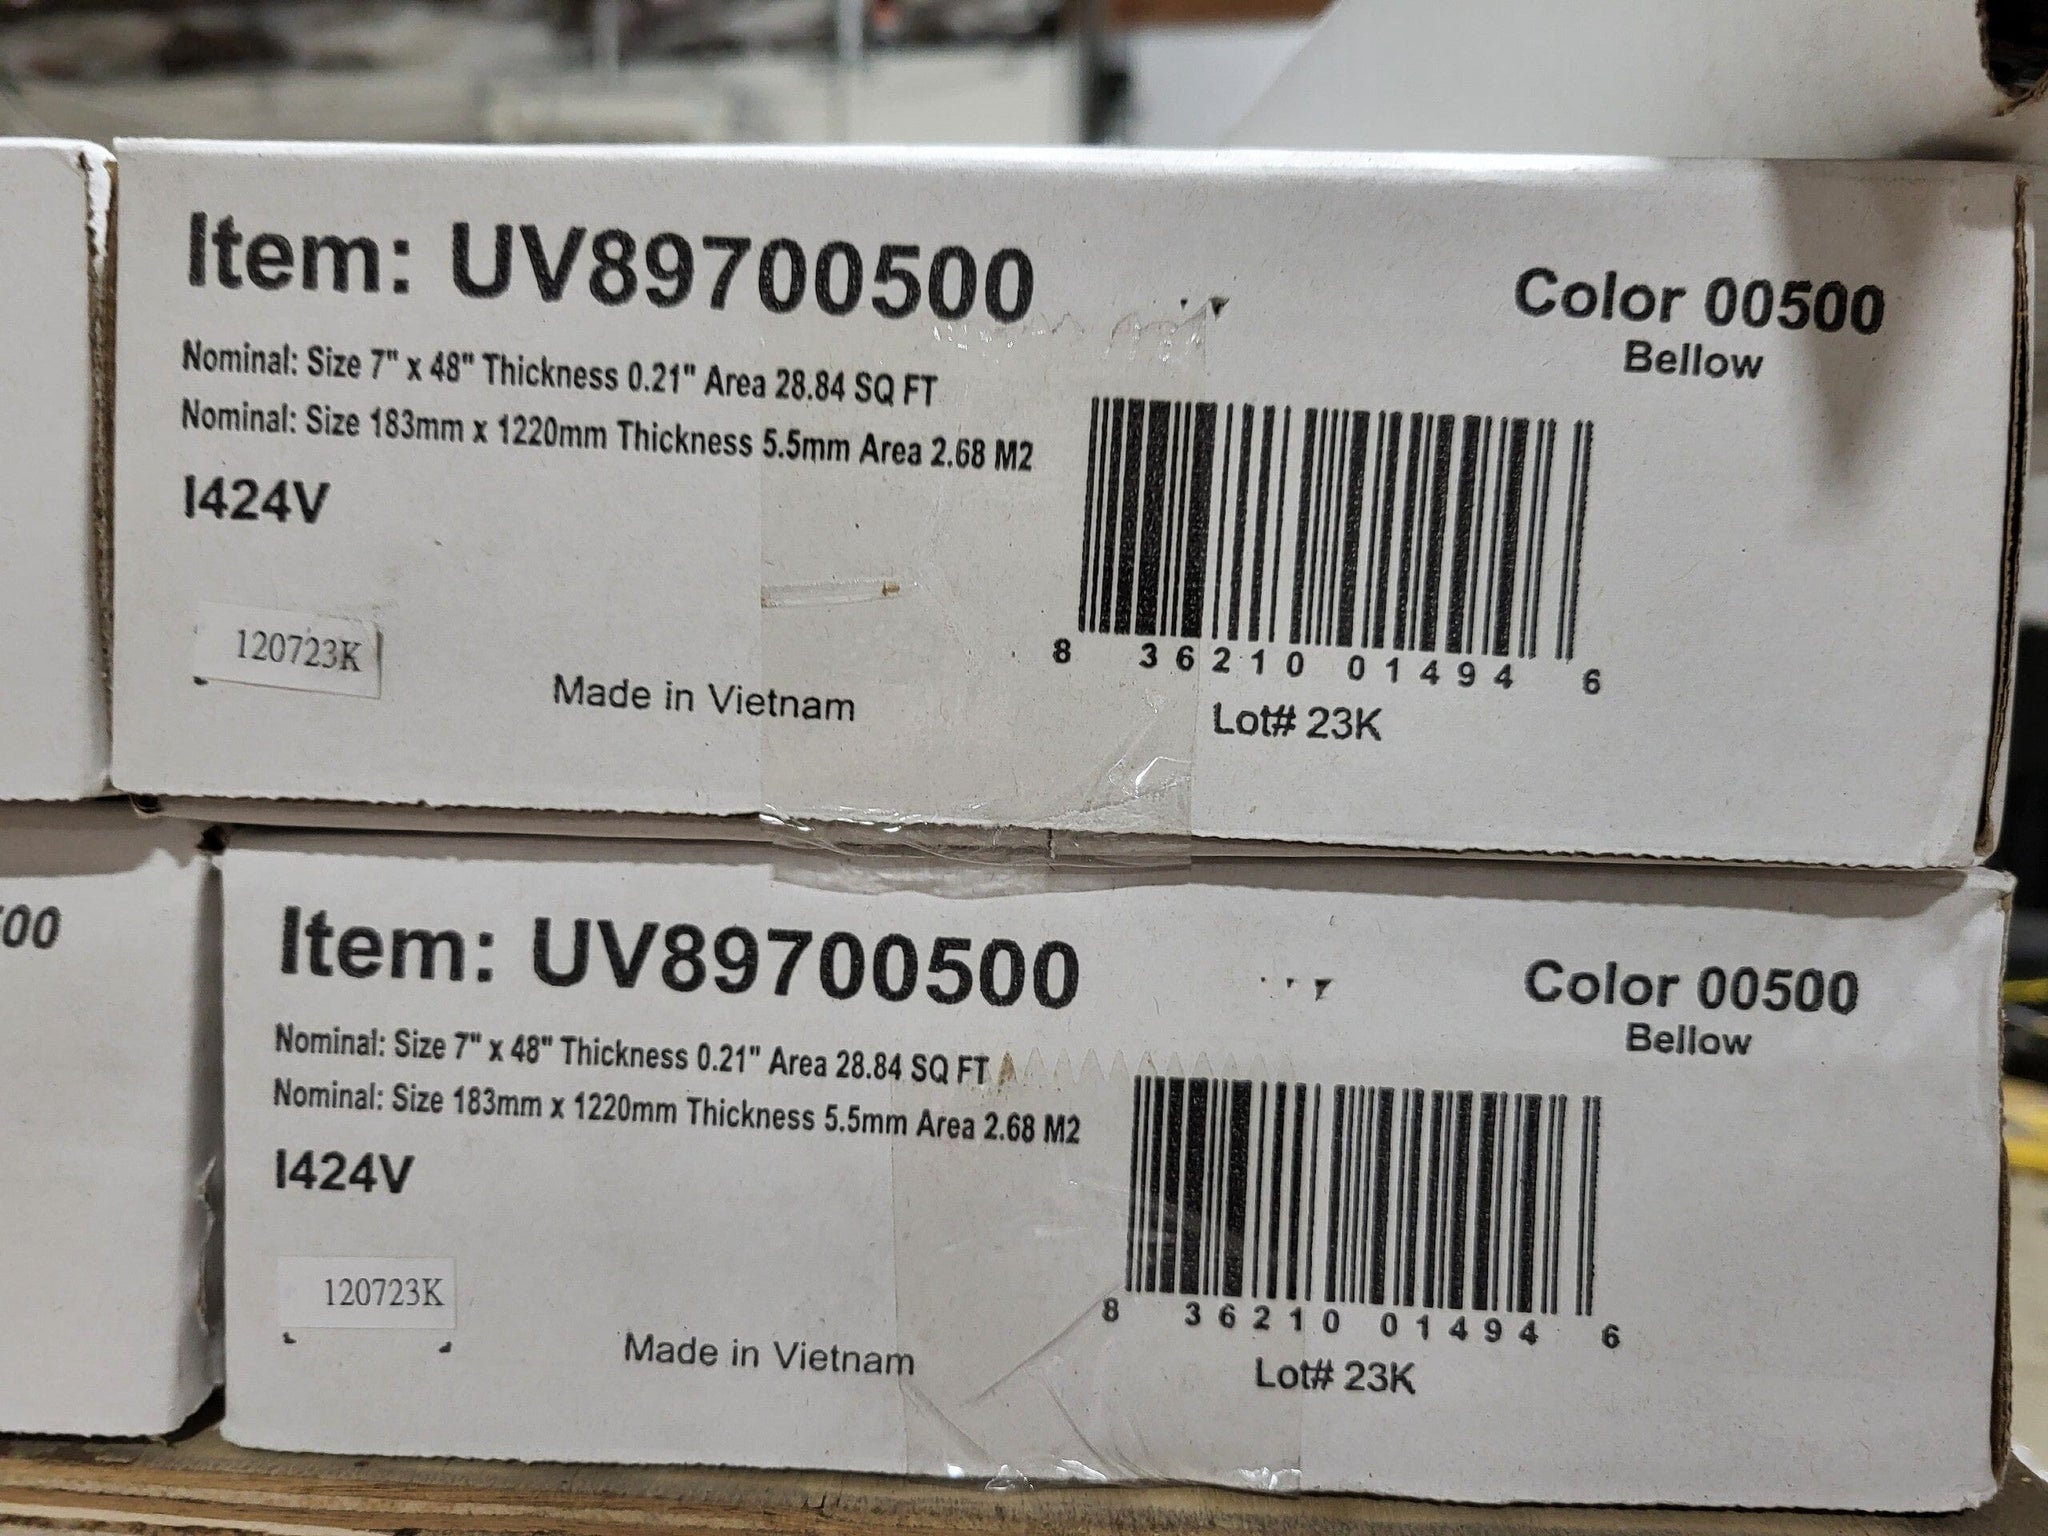 Item: UV89700500
Color 00500
Bellow
Nominal: Size 7" x 48" Thickness 0.21" Area 28.84 SQ FT
Nominal: Size 183mm x 1220mm Thickness 5.5mm Area 2.68 M2
I424V
120723K
Made in Vietnam
8 36210 01494 6
Lot# 23K
00
Item: UV89700500
Color 00500
Bellow
Nominal: Size 7" x 48" Thickness 0.21" Area 28.84 SQ FT
Nominal: Size 183mm x 1220mm Thickness 5.5mm Area 2.68 M2
I424V
120723K
Made in Vietnam
8 36210 01494 6
Lot# 23K